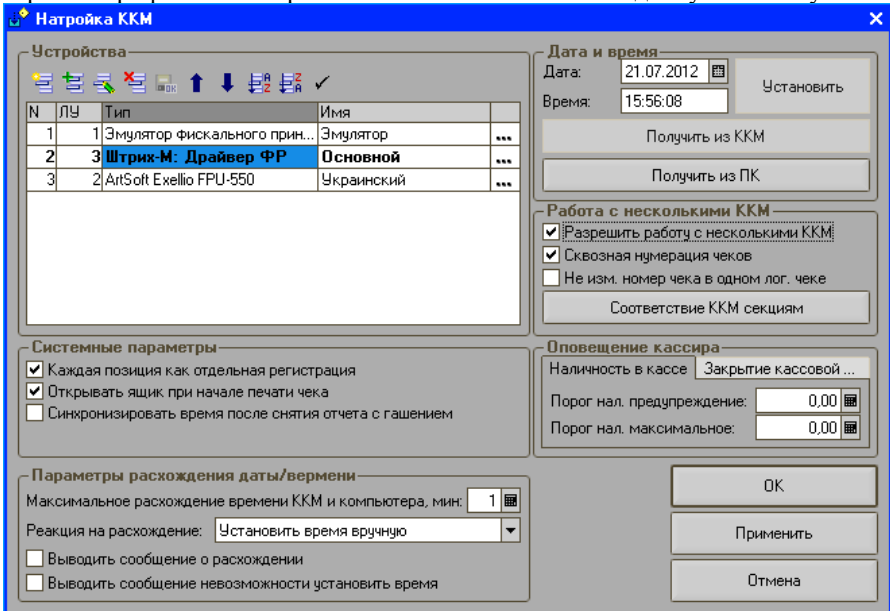 Натройка ККМ
Устройства
N ЛУ Тип Имя
1 1 Эмулятор фискального прин... Эмулятор ...
2 3 Штрих-М: Драйвер ФР Основной ...
3 2 ArtSoft Exellio FPU-550 Украинский ...
Системные параметры
Каждая позиция как отдельная регистрация
Открывать ящик при начале печати чека
Синхронизировать время после снятия отчета с гашением
Параметры расхождения даты/вермени
Максимальное расхождение времени ККМ и компьютера, мин: 1
Реакция на расхождение: Установить время вручную
Выводить сообщение о расхождении
Выводить сообщение невозможности установить время
Дата и время
Дата: 21.07.2012
Время: 15:56:08
Установить
Получить из ККМ
Получить из ПК
Работа с несколькими ККМ
Разрешить работу с несколькими ККМ
Сквозная нумерация чеков
Не изм. номер чека в одном лог. чеке
Соответствие ККМ секциям
Оповещение кассира
Наличность в кассе Закрытие кассовой ...
Порог нал. предупреждение: 0,00
Порог нал. максимальное: 0,00
OK
Применить
Отмена